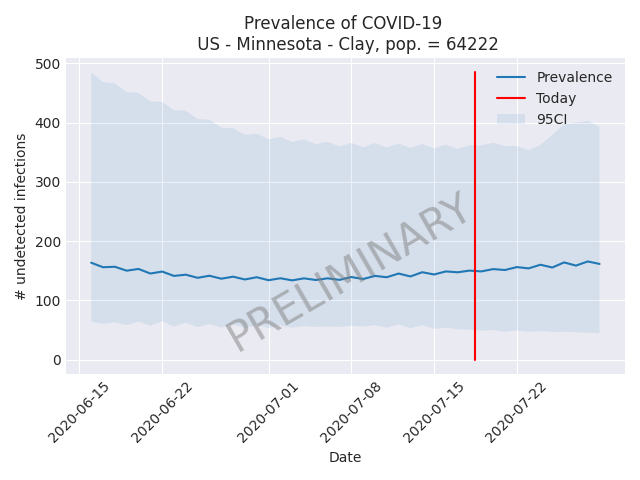 Prevalence of COVID-19
US - Minnesota - Clay, pop. = 64222
Prevalence
Today
95CI
# undetected infections
500
400
300
200
100
0
PRELIMINARY
2020-06-15
2020-06-22
2020-07-01
2020-07-08
2020-07-15
2020-07-22
Date